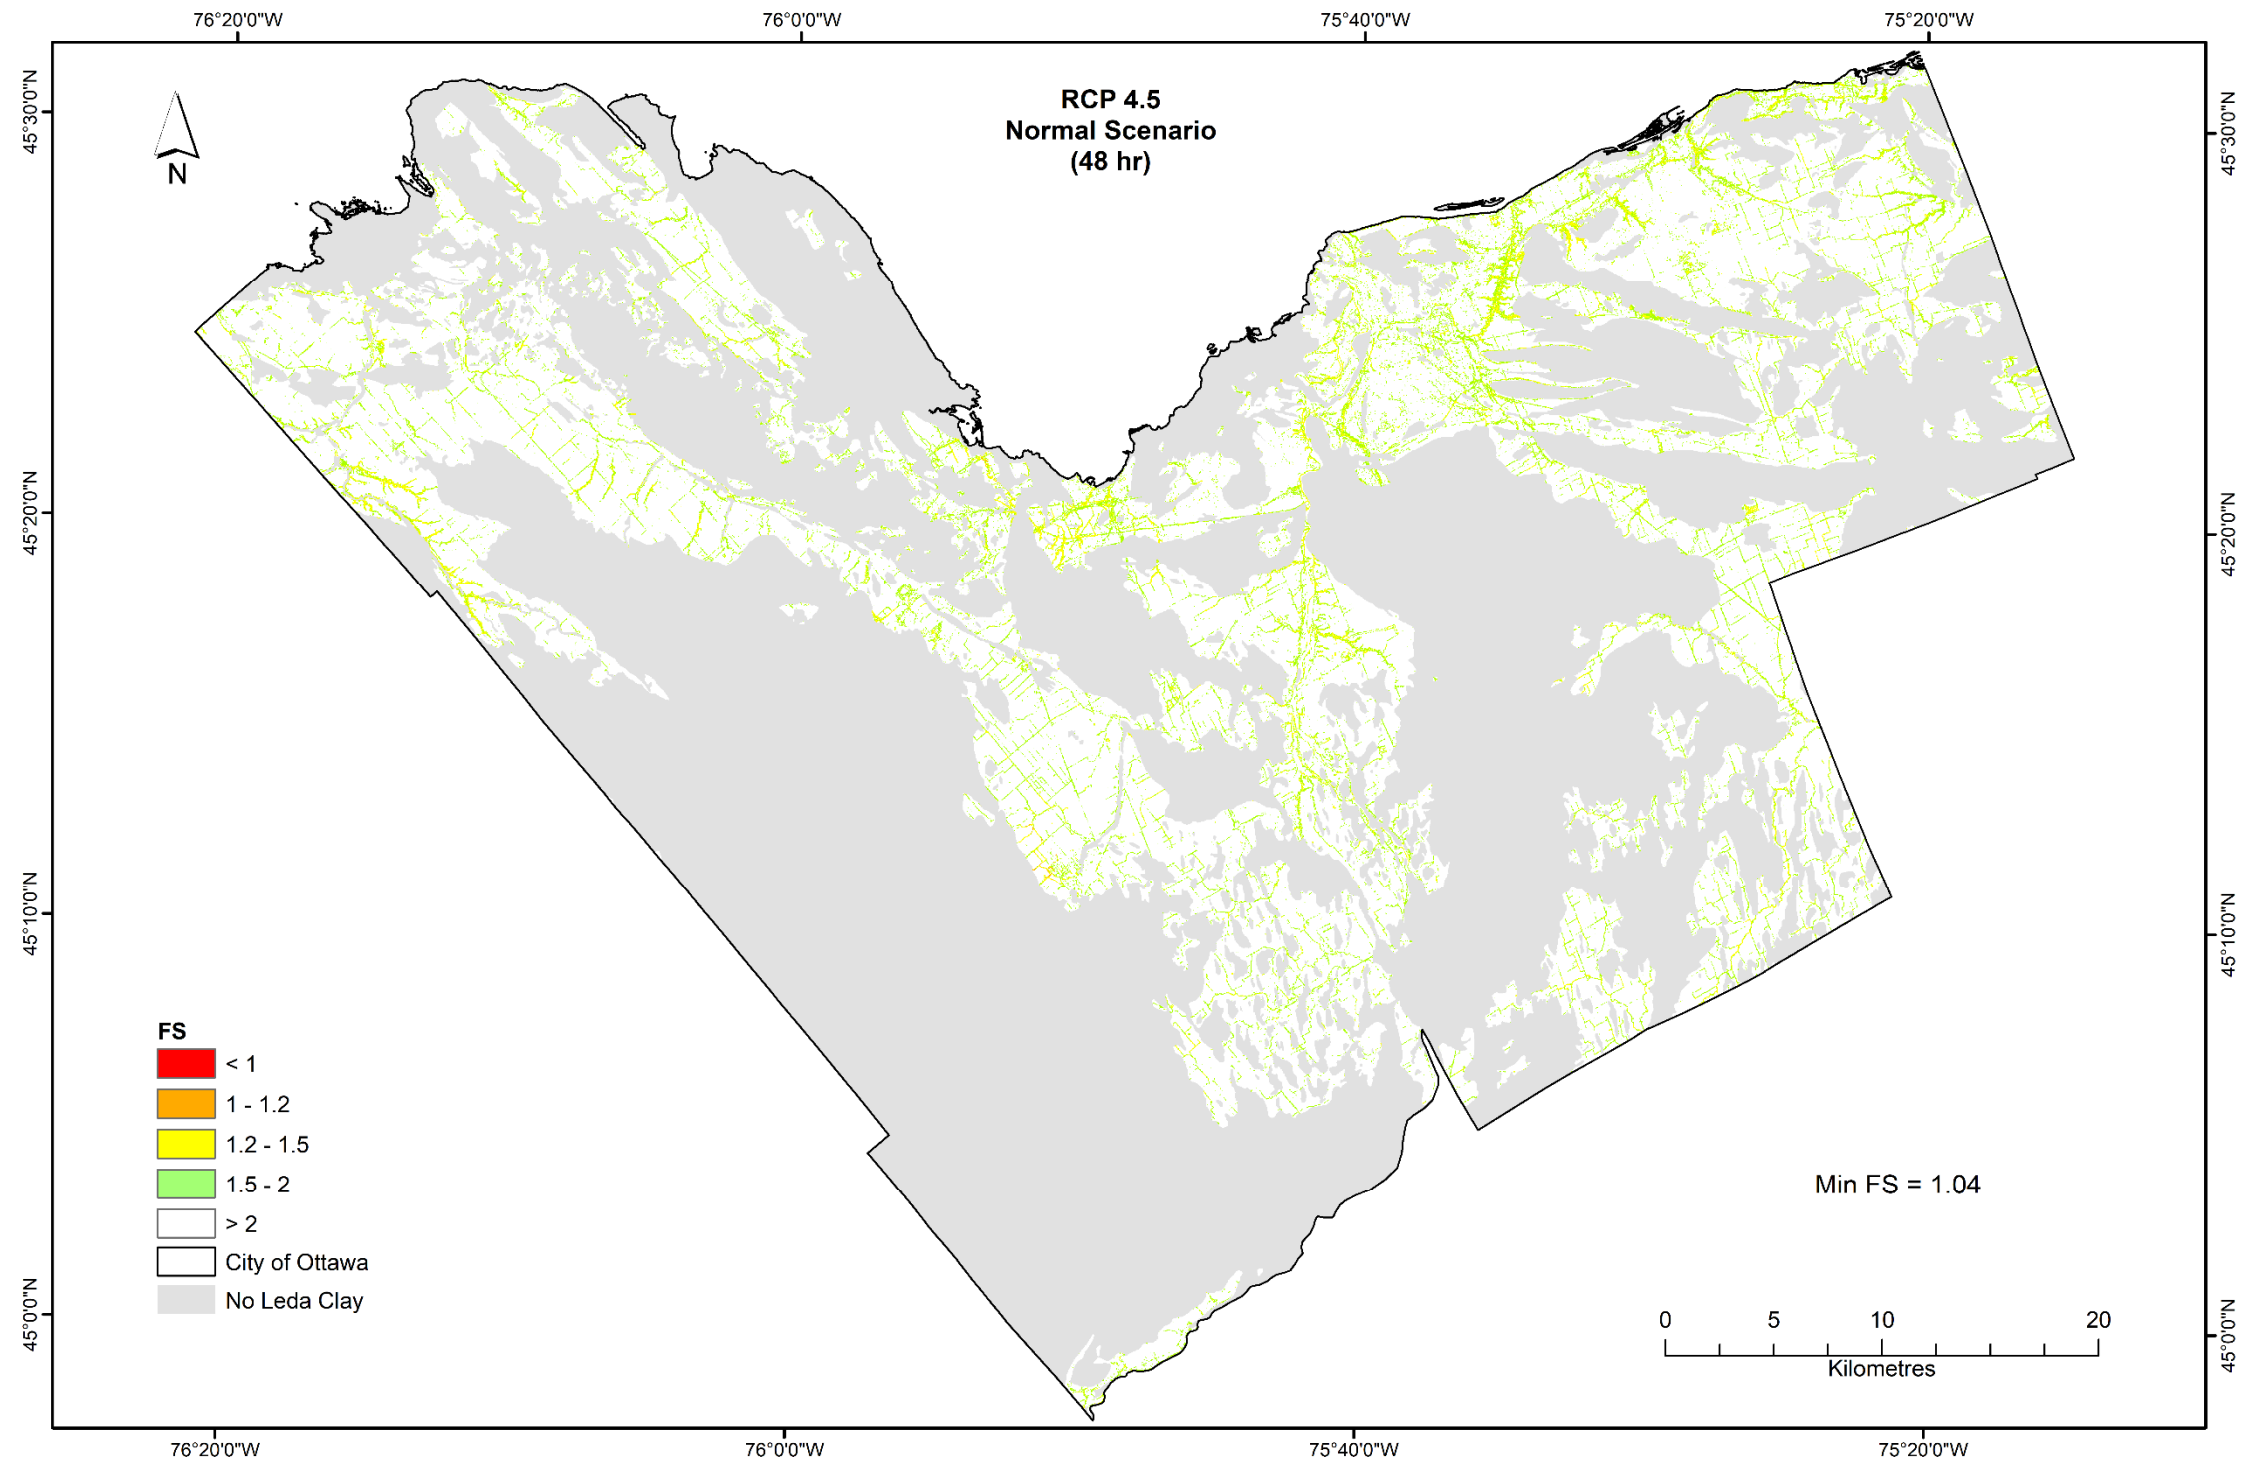 76°20'0"W 76°0'0"W 75°40'0"W 75°20'0"W
45°30'0"N
45°20'0"N
45°10'0"N
45°0'0"N
N
RCP 4.5
Normal Scenario
(48 hr)
45°30'0"N
45°20'0"N
45°10'0"N
45°0'0"N
FS
< 1
1 - 1.2
1.2 - 1.5
1.5 - 2
> 2
City of Ottawa
No Leda Clay
Min FS = 1.04
0 5 10 20
Kilometres
76°20'0"W 76°0'0"W 75°40'0"W 75°20'0"W